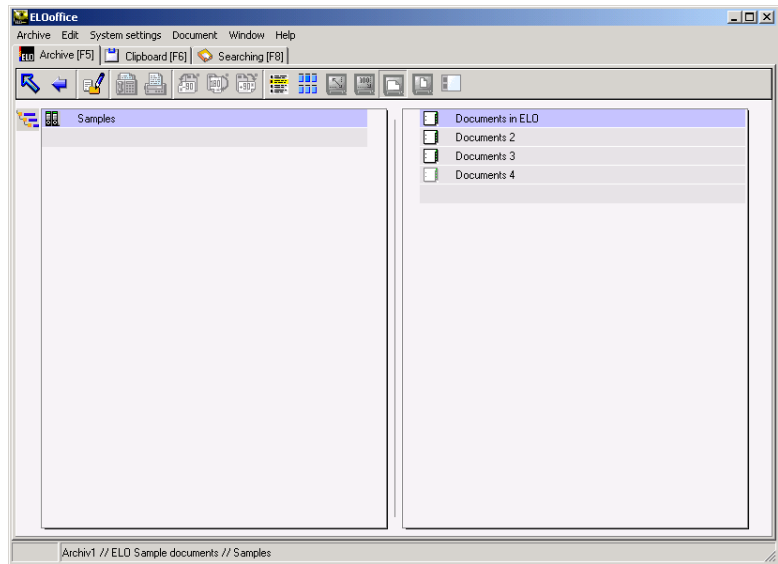 ELOoffice
Archive Edit System settings Document Window Help
Archive [F5] Clipboard [F6] Searching [F8]
Samples
Documents in ELO
Documents 2
Documents 3
Documents 4
Archiv1 // ELO Sample documents // Samples